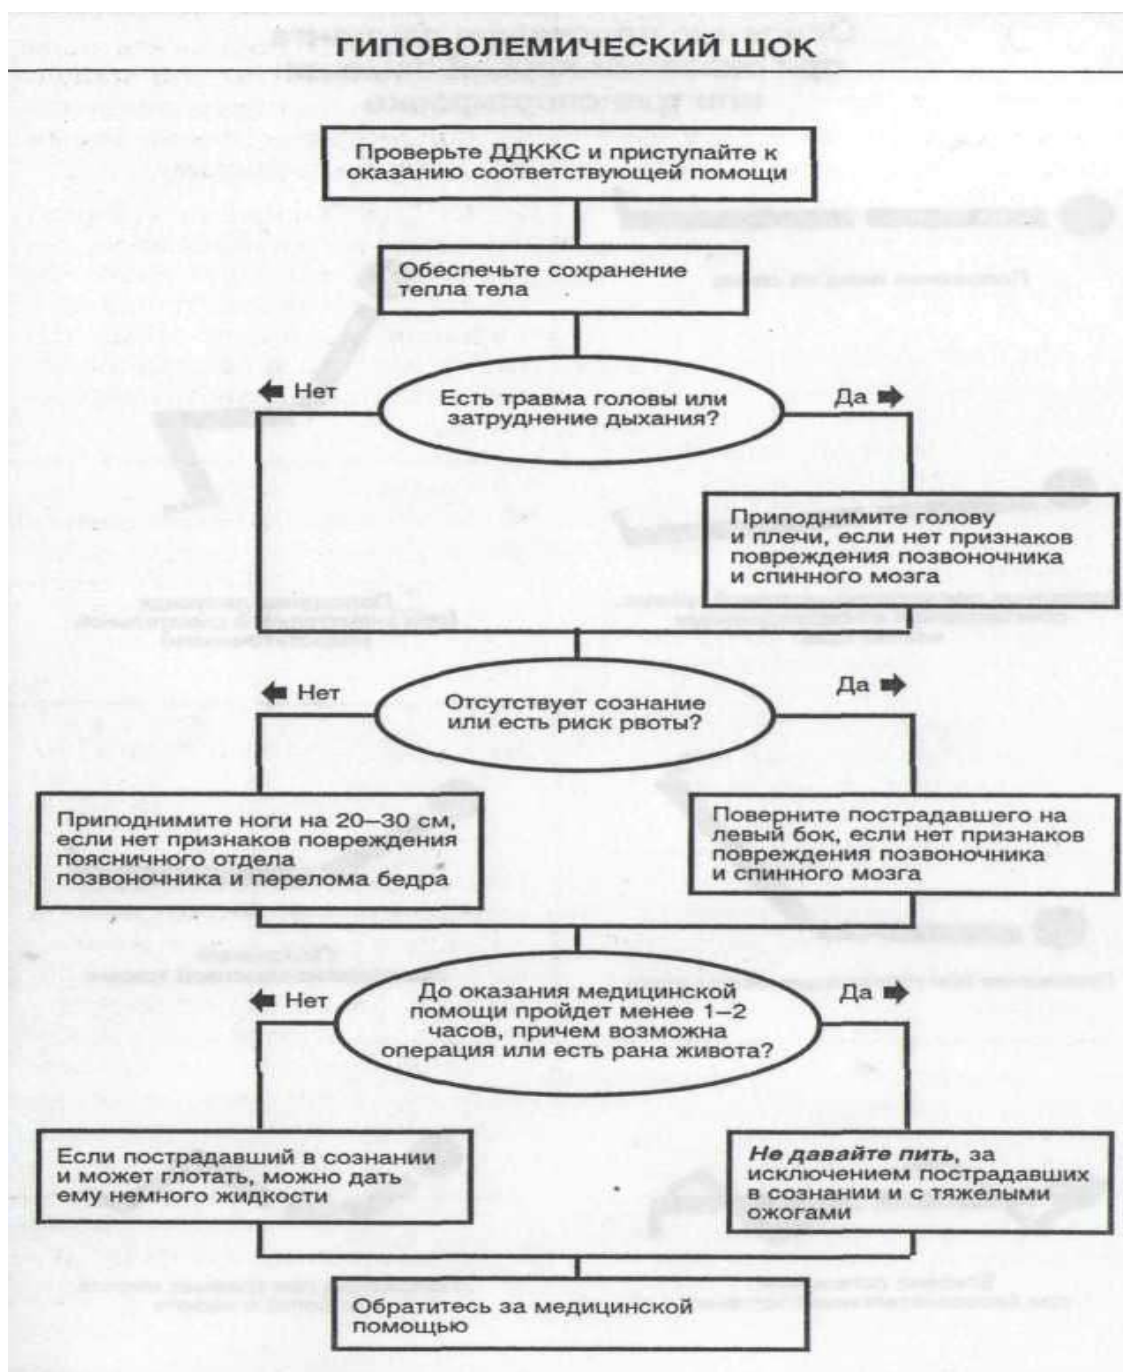 ГИПОВОЛЕМИЧЕСКИЙ ШОК
Проверьте ДДККС и приступайте к
оказанию соответствующей помощи
Обеспечьте сохранение
тепла тела
Нет
Есть травма головы или
затруднение дыхания?
Да
Приподнимите голову
и плечи, если нет признаков
повреждения позвоночника
и спинного мозга
Нет
Отсутствует сознание
или есть риск рвоты?
Да
Приподнимите ноги на 20—30 см,
если нет признаков повреждения
поясничного отдела
позвоночника и перелома бедра
Поверните пострадавшего на
левый бок, если нет признаков
повреждения позвоночника
и спинного мозга
Нет
До оказания медицинской
помощи пройдет менее 1—2
часов, причем возможна
операция или есть рана живота?
Да
Если пострадавший в сознании
и может глотать, можно дать
ему немного жидкости
Не давайте пить, за
исключением пострадавших
в сознании и с тяжелыми
ожогами
Обратитесь за медицинской
помощью